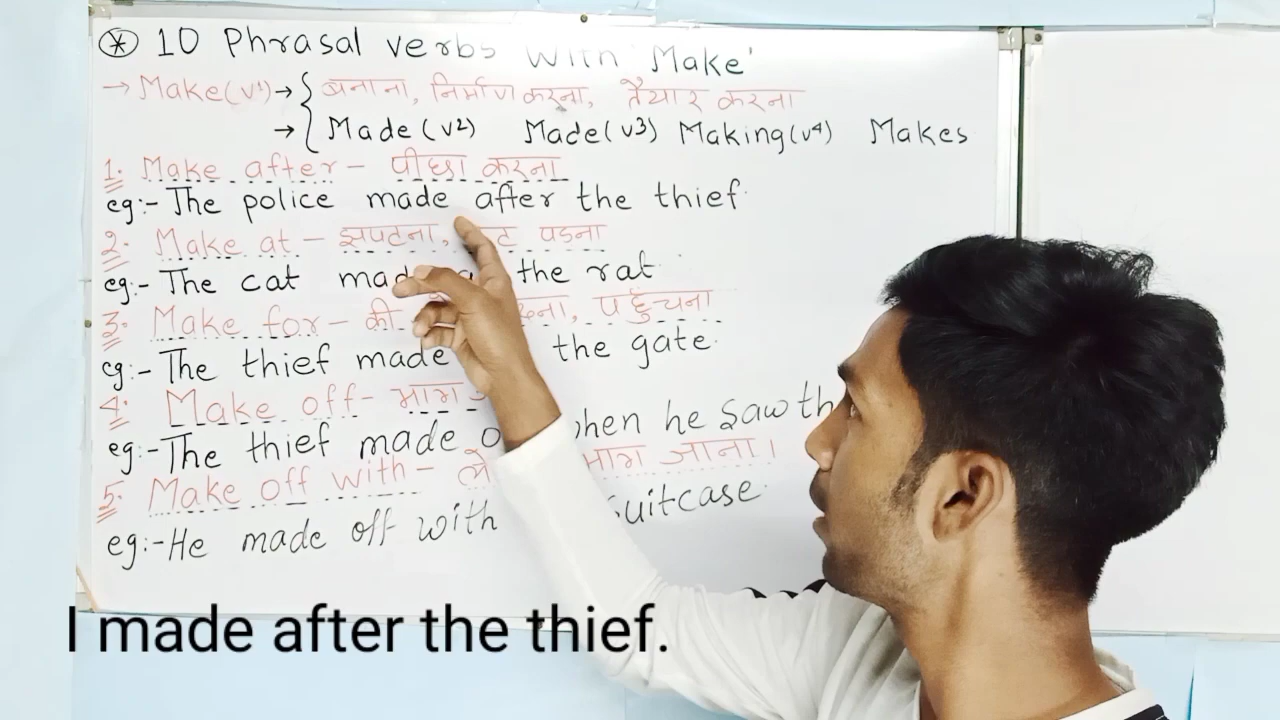 * 10 Phrasal verbs with 'Make'
→ Make(v¹) → { बनाना, निर्माण करना, तैयार करना
→ Made (v²) Made (v³) Making (v⁴) Makes
1. Make after - पीछा करना
eg:- The police made after the thief.
2. Make at - झपटना, पड़ना
eg:- The cat made the rat.
3. Make for - की पहुंचना
eg:- The thief made the gate.
4. Make off - भाग
eg:- The thief made when he saw
5. Make off with - भाग जाना।
eg:- He made off with suitcase.
I made after the thief.